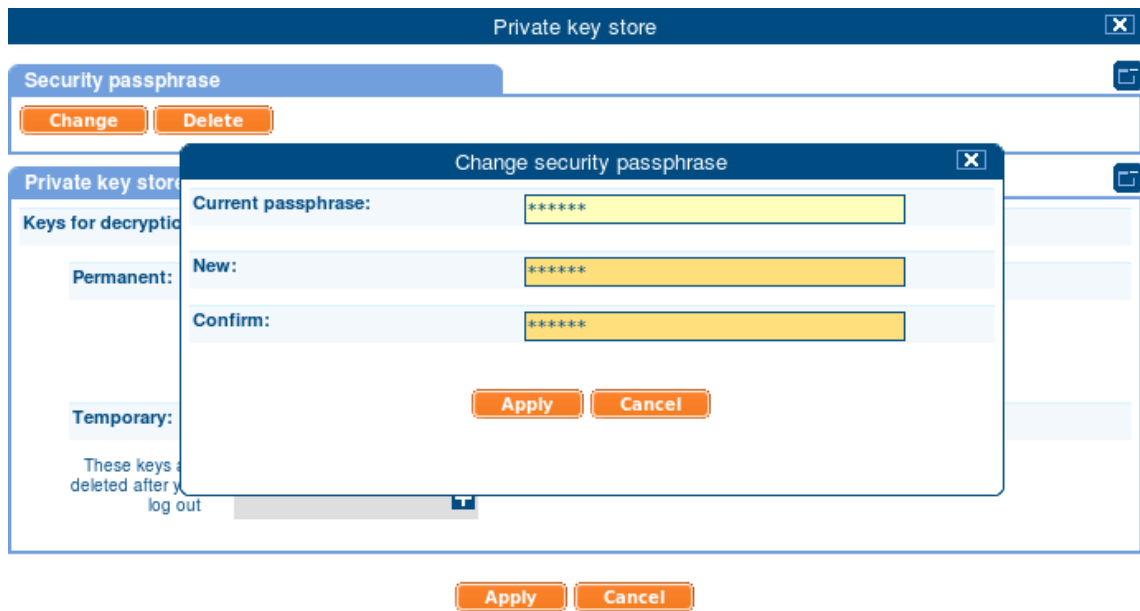 Private key store
Security passphrase
Change Delete
Change security passphrase
Private key store
Current passphrase: ******
Keys for decryptio
New: ******
Permanent:
Confirm: ******
Apply Cancel
Temporary:
These keys a
deleted after y
log out
Apply Cancel